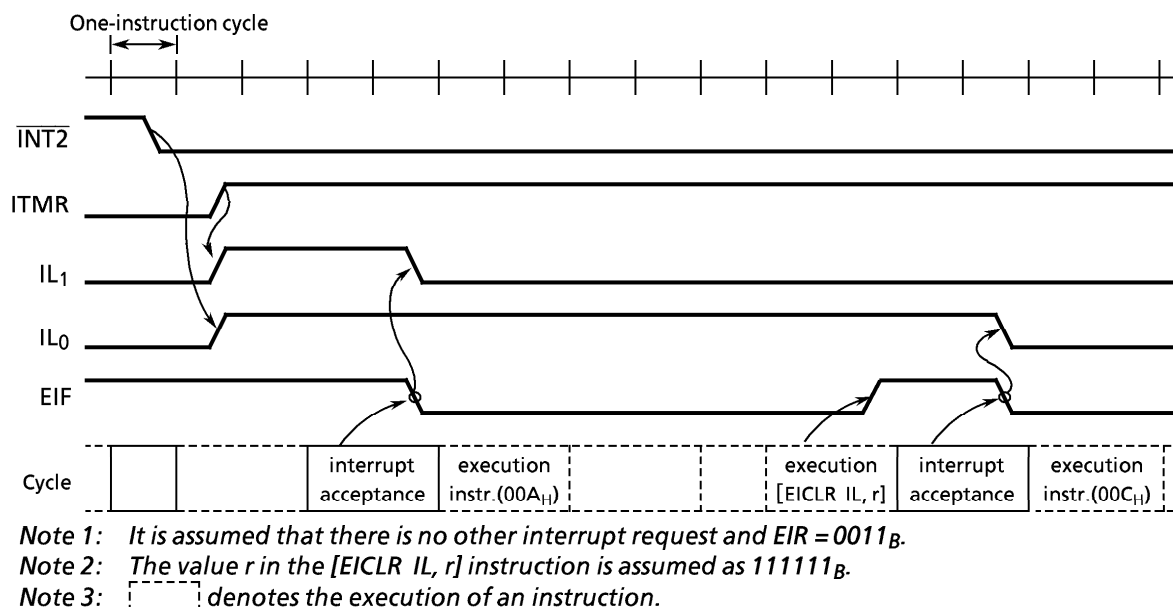 One-instruction cycle
INT2
ITMR
IL1
IL0
EIF
Cycle
interrupt acceptance
execution instr.(00AH)
execution [EICLR IL, r]
interrupt acceptance
execution instr.(00CH)
Note 1: It is assumed that there is no other interrupt request and EIR = 0011B.
Note 2: The value r in the [EICLR IL, r] instruction is assumed as 111111B.
Note 3: denotes the execution of an instruction.